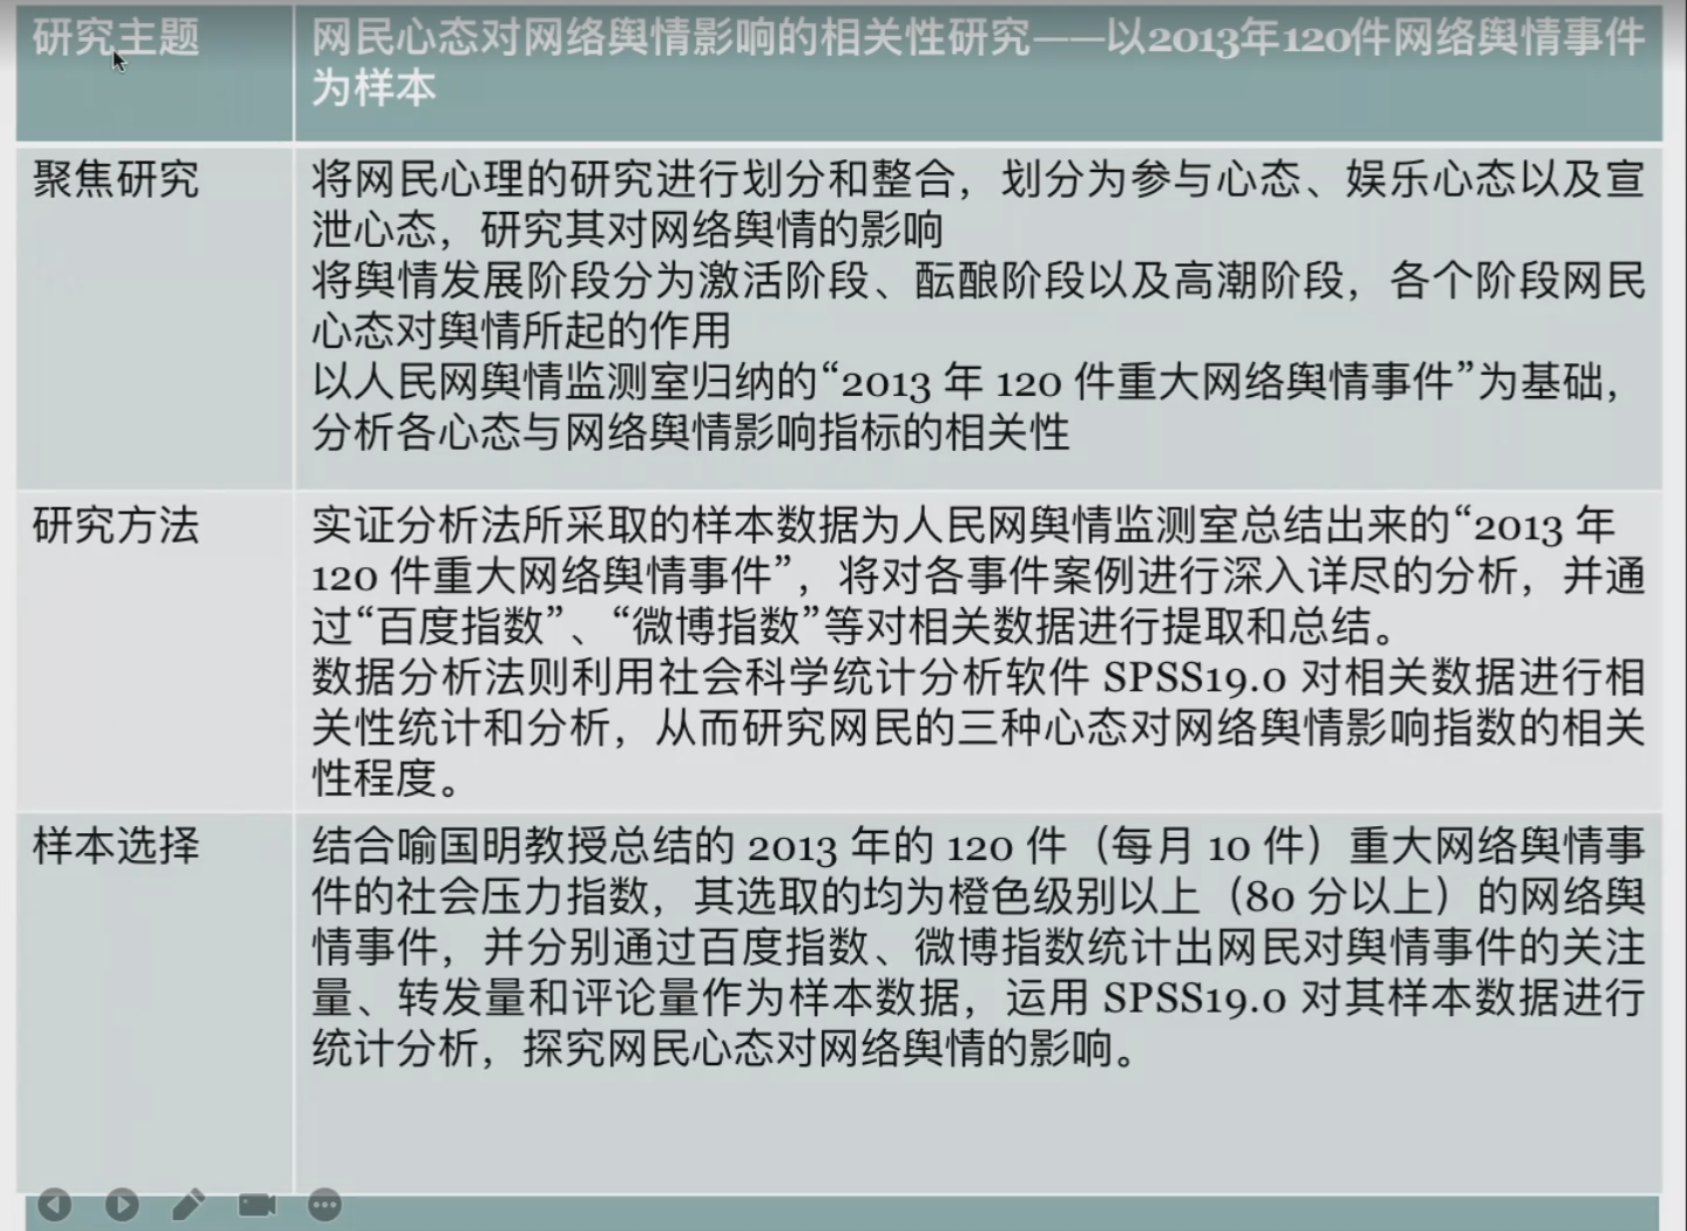 研究主题
网民心态对网络舆情影响的相关性研究——以2013年120件网络舆情事件
为样本
聚焦研究
将网民心理的研究进行划分和整合，划分为参与心态、娱乐心态以及宣
泄心态，研究其对网络舆情的影响
将舆情发展阶段分为激活阶段、酝酿阶段以及高潮阶段，各个阶段网民
心态对舆情所起的作用
以人民网舆情监测室归纳的“2013 年 120 件重大网络舆情事件”为基础，
分析各心态与网络舆情影响指标的相关性
研究方法
实证分析法所采取的样本数据为人民网舆情监测室总结出来的“2013 年
120 件重大网络舆情事件”，将对各事件案例进行深入详尽的分析，并通
过“百度指数”、“微博指数”等对相关数据进行提取和总结。
数据分析法则利用社会科学统计分析软件 SPSS19.0 对相关数据进行相
关性统计和分析，从而研究网民的三种心态对网络舆情影响指数的相关
性程度。
样本选择
结合喻国明教授总结的 2013 年的 120 件（每月 10 件）重大网络舆情事
件的社会压力指数，其选取的均为橙色级别以上（80 分以上）的网络舆
情事件，并分别通过百度指数、微博指数统计出网民对舆情事件的关注
量、转发量和评论量作为样本数据，运用 SPSS19.0 对其样本数据进行
统计分析，探究网民心态对网络舆情的影响。